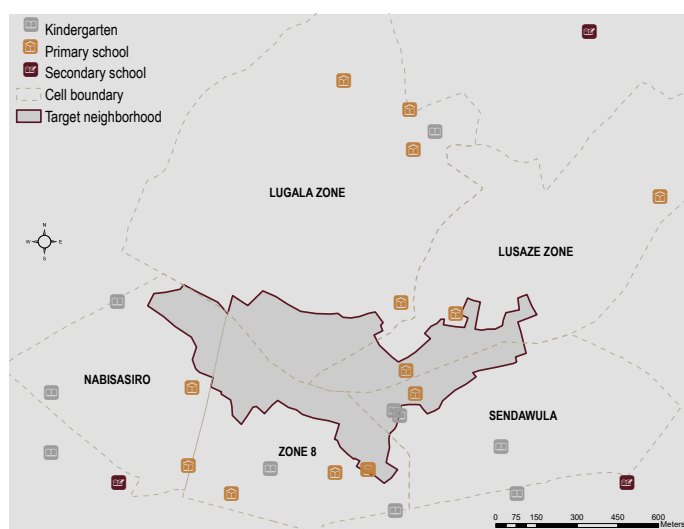 Kindergarten
Primary school
Secondary school
Cell boundary
Target neighborhood
LUGALA ZONE
N
W E
S
LUSAZE ZONE
NABISASIRO
SENDAWULA
ZONE 8
0 75 150 300 450 600
Meters